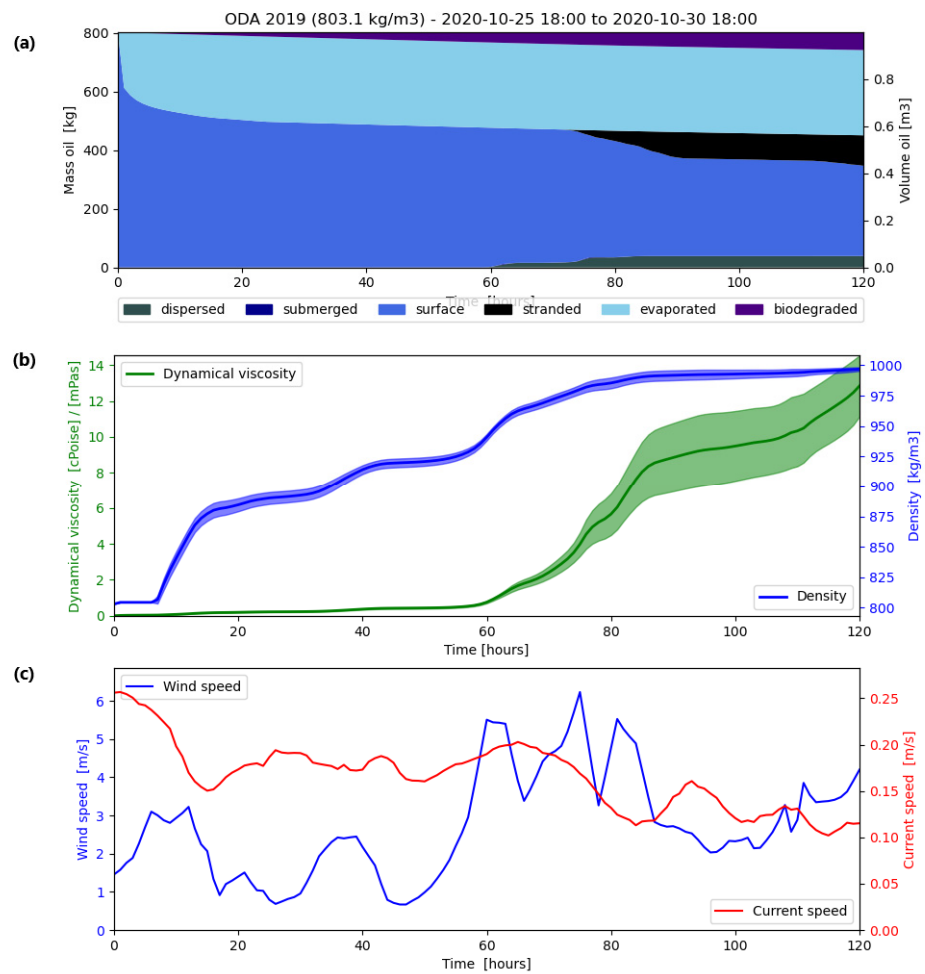 ODA 2019 (803.1 kg/m3) - 2020-10-25 18:00 to 2020-10-30 18:00
(a)
Mass oil [kg]
800
600
400
200
0
Volume oil [m3]
0.8
0.6
0.4
0.2
0.0
0 20 40 60 80 100 120
Time [hours]
dispersed submerged surface stranded evaporated biodegraded
(b)
Dynamical viscosity
Dynamical viscosity [cPoise] / [mPas]
14
12
10
8
6
4
2
0
Density [kg/m3]
1000
975
950
925
900
875
850
825
800
Density
0 20 40 60 80 100 120
Time [hours]
(c)
Wind speed
Wind speed [m/s]
6
5
4
3
2
1
0
Current speed [m/s]
0.25
0.20
0.15
0.10
0.05
0.00
Current speed
0 20 40 60 80 100 120
Time [hours]